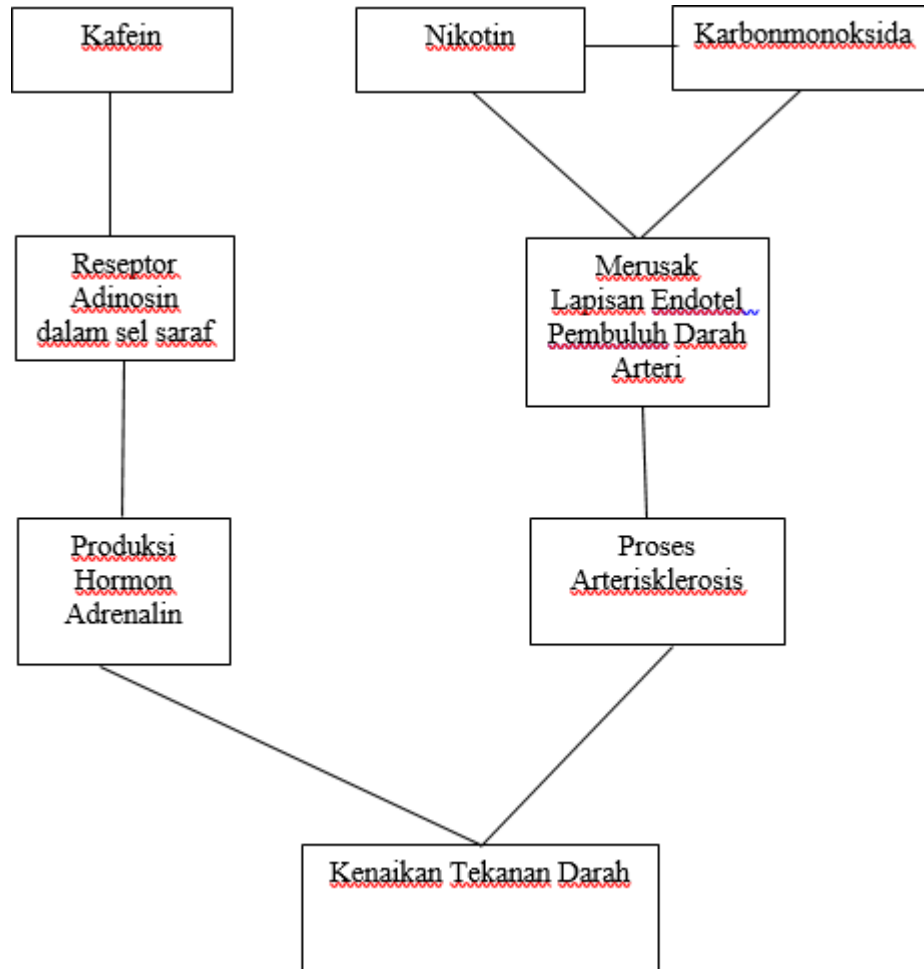 Kafein
Nikotin
Karbonmonoksida
Reseptor
Adinosin
dalam sel saraf
Merusak
Lapisan Endotel
Pembuluh Darah
Arteri
Produksi
Hormon
Adrenalin
Proses
Arterisklerosis
Kenaikan Tekanan Darah